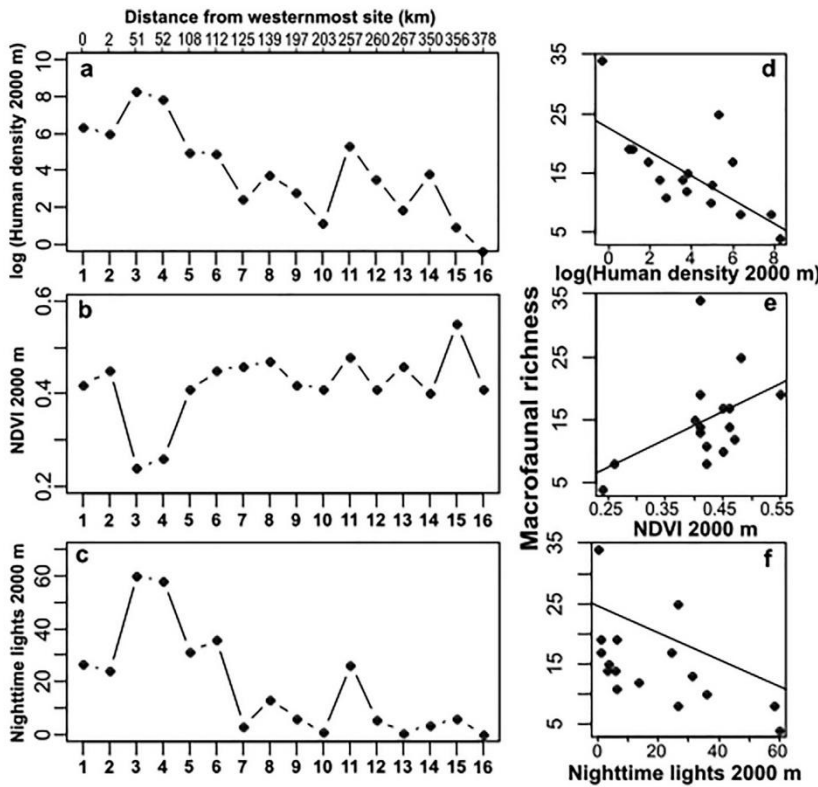 Distance from westernmost site (km)
0 2 51 52 108 112 125 139 197 203 257 260 267 350 356 378
a
log (Human density 2000 m)
10
8
6
4
2
0
1 2 3 4 5 6 7 8 9 10 11 12 13 14 15 16
b
NDVI 2000 m
0.6
0.4
0.2
1 2 3 4 5 6 7 8 9 10 11 12 13 14 15 16
c
Nighttime lights 2000 m
60
40
20
0
1 2 3 4 5 6 7 8 9 10 11 12 13 14 15 16
Macrofaunal richness
d
35
25
15
5
0 2 4 6 8
log(Human density 2000 m)
e
35
25
15
5
0.25 0.35 0.45 0.55
NDVI 2000 m
f
35
25
15
5
0 20 40 60
Nighttime lights 2000 m